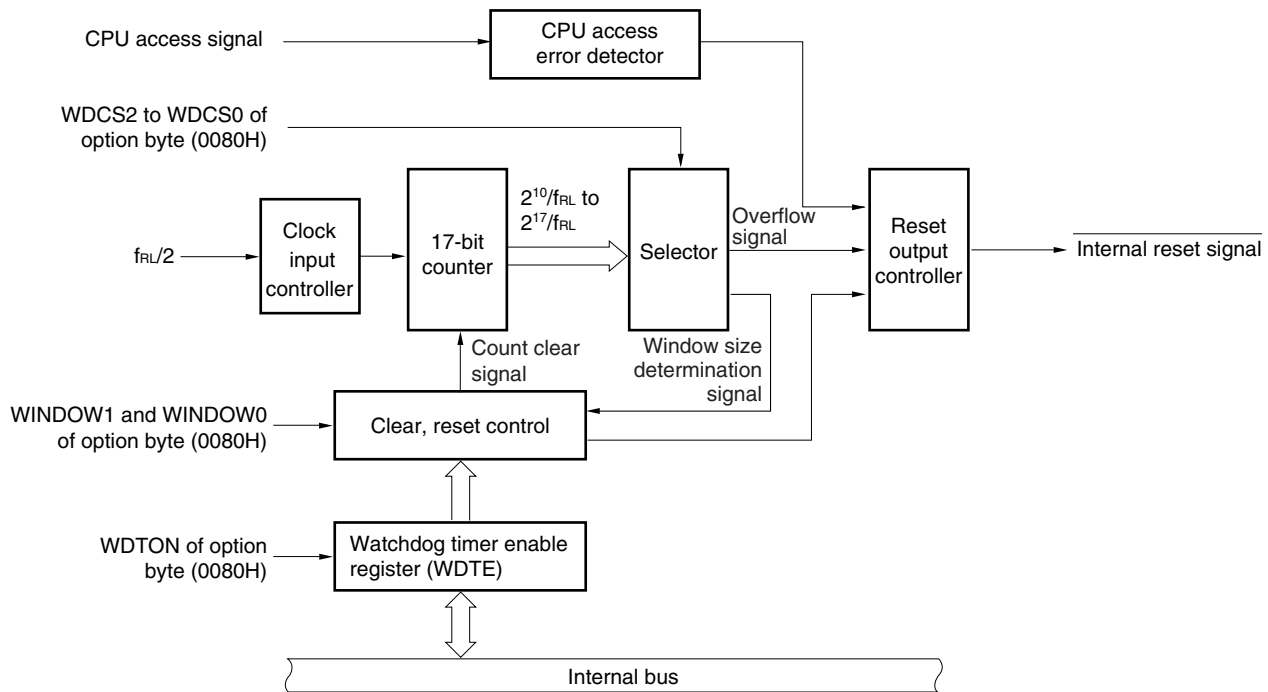 CPU access signal
CPU access
error detector
WDCS2 to WDCS0 of
option byte (0080H)
2¹⁰/fRL to
2¹⁷/fRL
Clock
input
controller
17-bit
counter
Selector
Overflow
signal
Reset
output
controller
fRL/2
Internal reset signal
Count clear
signal
Window size
determination
signal
WINDOW1 and WINDOW0
of option byte (0080H)
Clear, reset control
WDTON of option
byte (0080H)
Watchdog timer enable
register (WDTE)
Internal bus